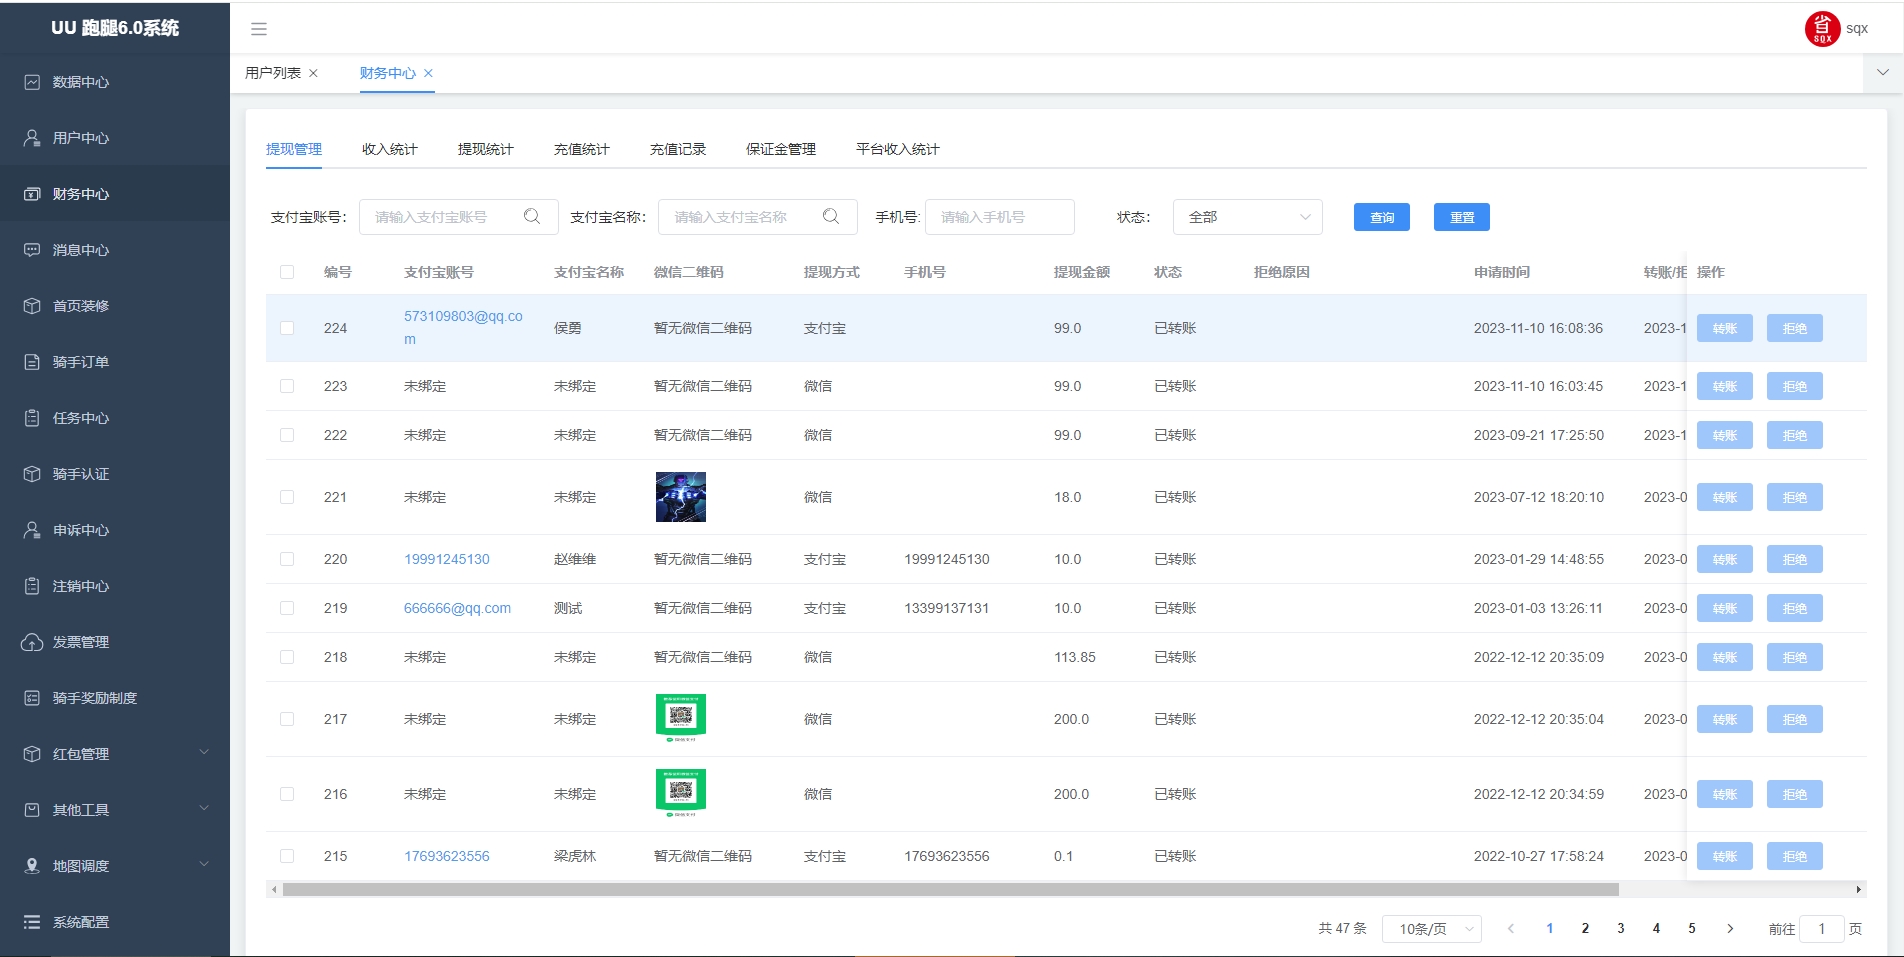 UU 跑腿6.0系统
sqx
数据中心
用户中心
财务中心
消息中心
首页装修
骑手订单
任务中心
骑手认证
申诉中心
注销中心
发票管理
骑手奖励制度
红包管理
其他工具
地图调度
系统配置
用户列表 财务中心
提现管理 收入统计 提现统计 充值统计 充值记录 保证金管理 平台收入统计
支付宝账号： 请输入支付宝账号 支付宝名称： 请输入支付宝名称 手机号: 请输入手机号 状态： 全部 查询 重置
编号 支付宝账号 支付宝名称 微信二维码 提现方式 手机号 提现金额 状态 拒绝原因 申请时间 转账/拒 操作
224 573109803@qq.co 侯勇 暂无微信二维码 支付宝 99.0 已转账 2023-11-10 16:08:36 2023-1 转账 拒绝
m
223 未绑定 未绑定 暂无微信二维码 微信 99.0 已转账 2023-11-10 16:03:45 2023-1 转账 拒绝
222 未绑定 未绑定 暂无微信二维码 微信 99.0 已转账 2023-09-21 17:25:50 2023-1 转账 拒绝
221 未绑定 未绑定 微信 18.0 已转账 2023-07-12 18:20:10 2023-0 转账 拒绝
220 19991245130 赵维维 暂无微信二维码 支付宝 19991245130 10.0 已转账 2023-01-29 14:48:55 2023-0 转账 拒绝
219 666666@qq.com 测试 暂无微信二维码 支付宝 13399137131 10.0 已转账 2023-01-03 13:26:11 2023-0 转账 拒绝
218 未绑定 未绑定 暂无微信二维码 微信 113.85 已转账 2022-12-12 20:35:09 2023-0 转账 拒绝
217 未绑定 未绑定 微信 200.0 已转账 2022-12-12 20:35:04 2023-0 转账 拒绝
216 未绑定 未绑定 微信 200.0 已转账 2022-12-12 20:34:59 2023-0 转账 拒绝
215 17693623556 梁虎林 暂无微信二维码 支付宝 17693623556 0.1 已转账 2022-10-27 17:58:24 2023-0 转账 拒绝
共 47 条 10条/页 1 2 3 4 5 前往 1 页
省
SQX